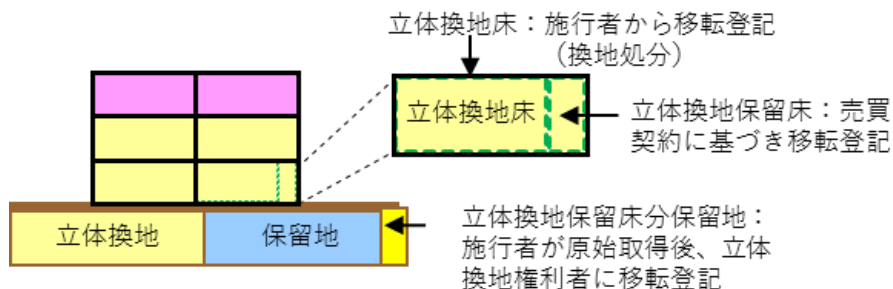 立体換地床：施行者から移転登記
（換地処分）
立体換地床
立体換地保留床：売買
契約に基づき移転登記
立体換地
保留地
立体換地保留床分保留地：
施行者が原始取得後、立体
換地権利者に移転登記